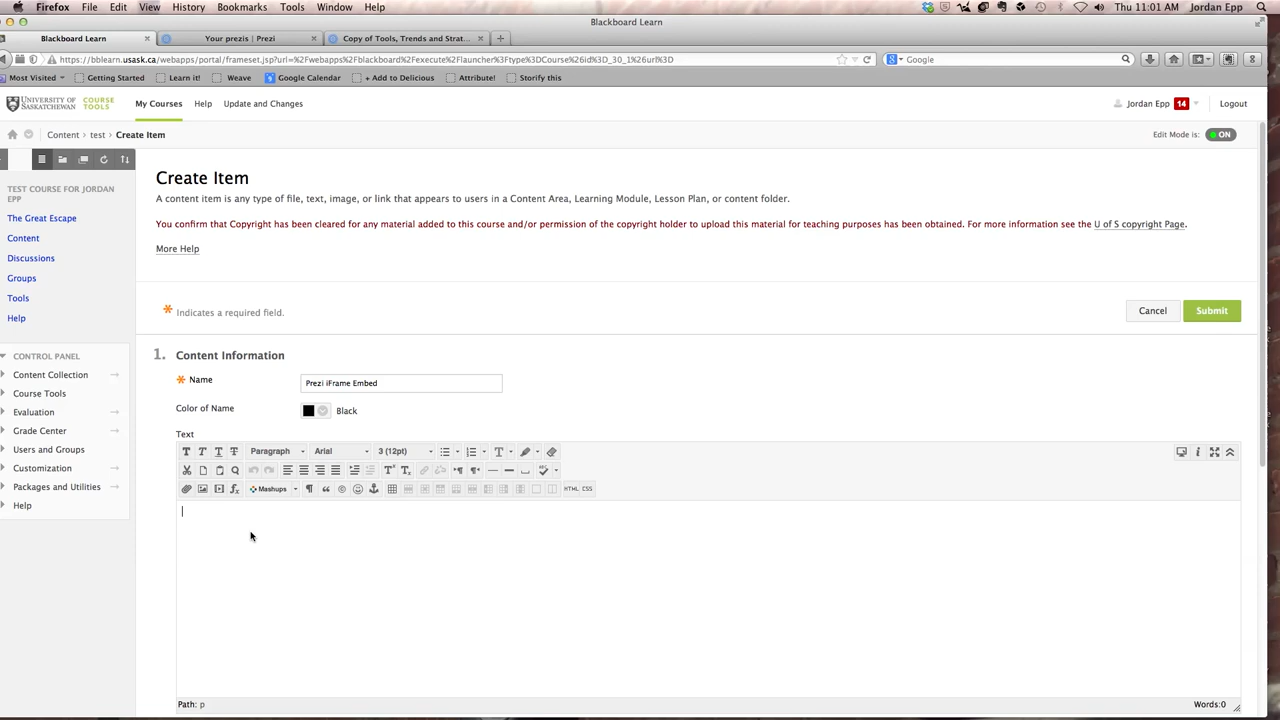 Firefox File Edit View History Bookmarks Tools Window Help Thu 11:01 AM Jordan Epp
Blackboard Learn
Blackboard Learn Your prezis | Prezi Copy of Tools, Trends and Strat...
https://bblearn.usask.ca/webapps/portal/frameset.jsp?url=%2Fwebapps%2Fblackboard%2Fexecute%2Flauncher%3Ftype%3DCourse%26id%3D_30_1%26url%3D Google
Most Visited Getting Started Learn it! Weave Google Calendar + Add to Delicious Attribute! Storify this
UNIVERSITY OF SASKATCHEWAN COURSE TOOLS My Courses Help Update and Changes Jordan Epp 14 Logout
Content test Create Item Edit Mode is: ON
TEST COURSE FOR JORDAN EPP
The Great Escape
Content
Discussions
Groups
Tools
Help
CONTROL PANEL
Content Collection
Course Tools
Evaluation
Grade Center
Users and Groups
Customization
Packages and Utilities
Help
Create Item
A content item is any type of file, text, image, or link that appears to users in a Content Area, Learning Module, Lesson Plan, or content folder.
You confirm that Copyright has been cleared for any material added to this course and/or permission of the copyright holder to upload this material for teaching purposes has been obtained. For more information see the U of S copyright Page.
More Help
* Indicates a required field. Cancel Submit
1. Content Information
* Name Prezi iFrame Embed
Color of Name Black
Text
T T T T Paragraph Arial 3 (12pt) T
Mashups HTML CSS
Path: p Words:0